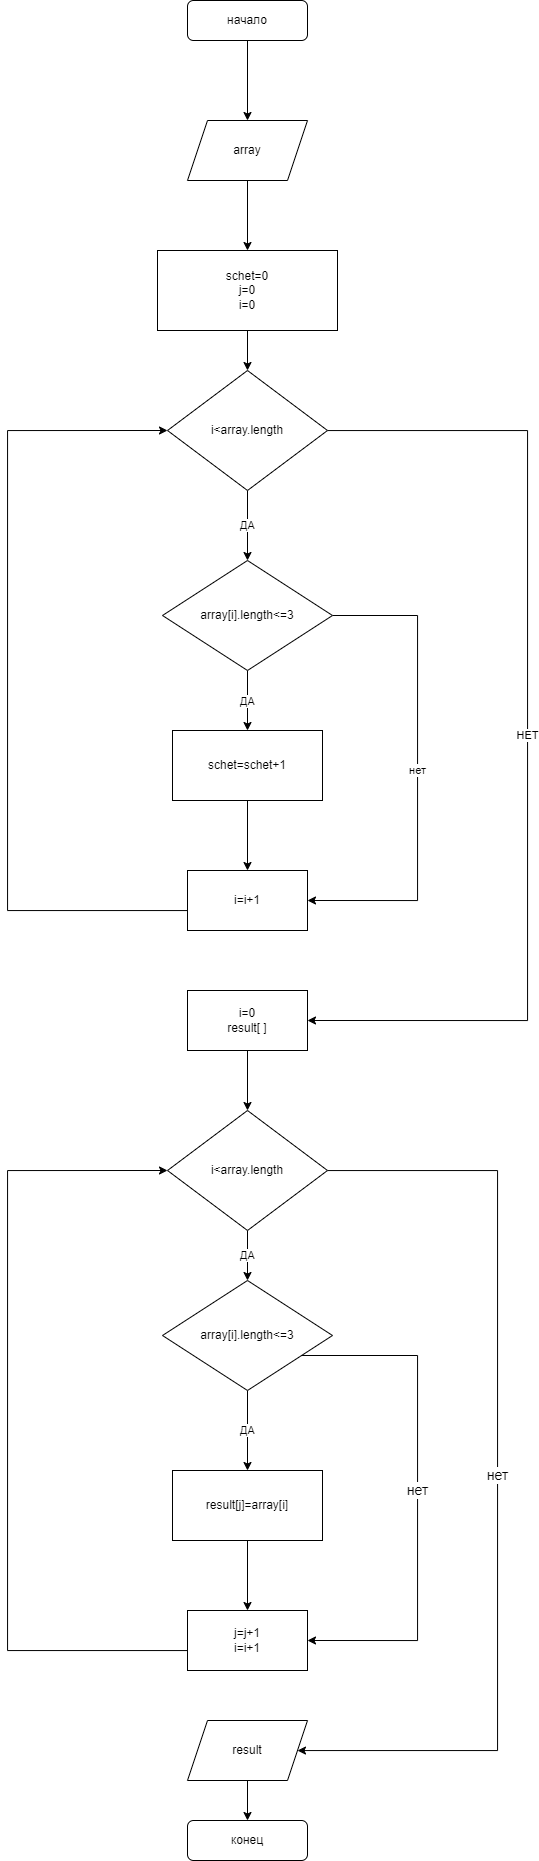 начало
array
schet=0
j=0
i=0
i<array.length
ДА
array[i].length<=3
ДА
schet=schet+1
НЕТ
нет
i=i+1
i=0
result[ ]
i<array.length
ДА
array[i].length<=3
ДА
нет
нет
result[j]=array[i]
j=j+1
i=i+1
result
конец